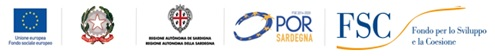 Unione europea
Fondo sociale europeo
REGIONE AUTÒNOMA DE SARDIGNA
REGIONE AUTONOMA DELLA SARDEGNA
POR
SARDEGNA
FSC
Fondo per lo Sviluppo
e la Coesione